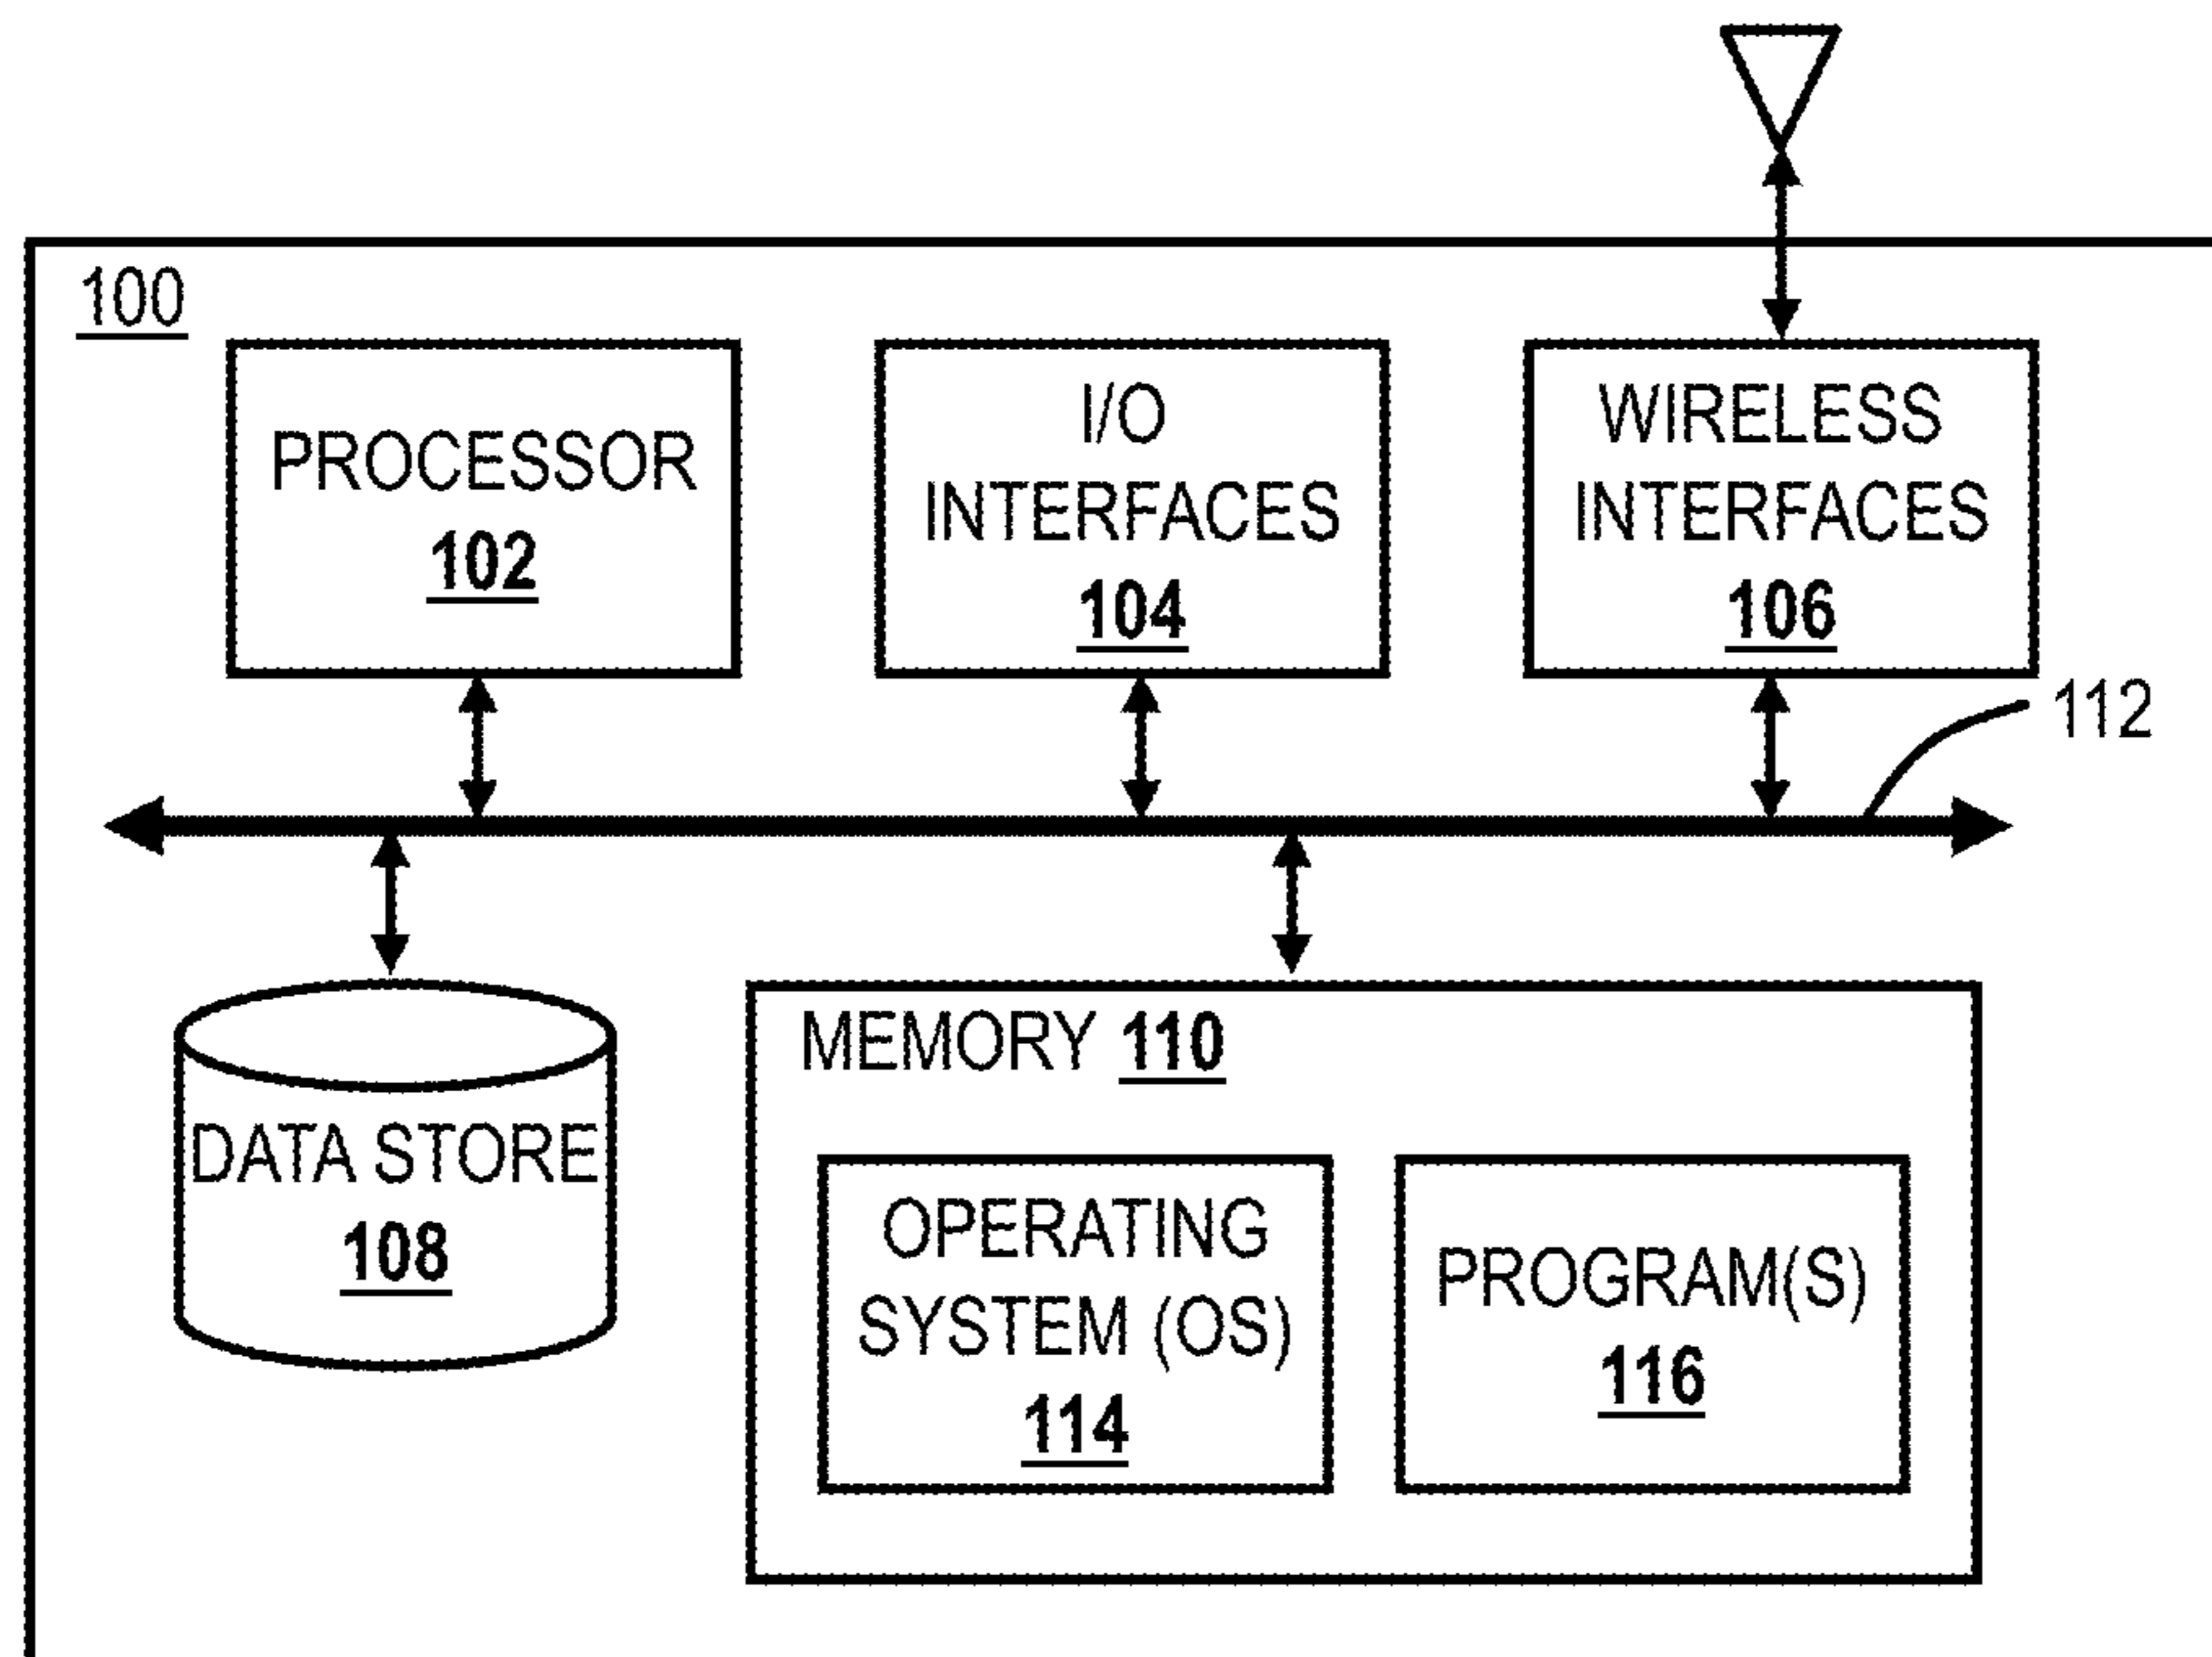 100
PROCESSOR
102
I/O
INTERFACES
104
WIRELESS
INTERFACES
106
112
DATA STORE
108
MEMORY 110
OPERATING
SYSTEM (OS)
114
PROGRAM(S)
116